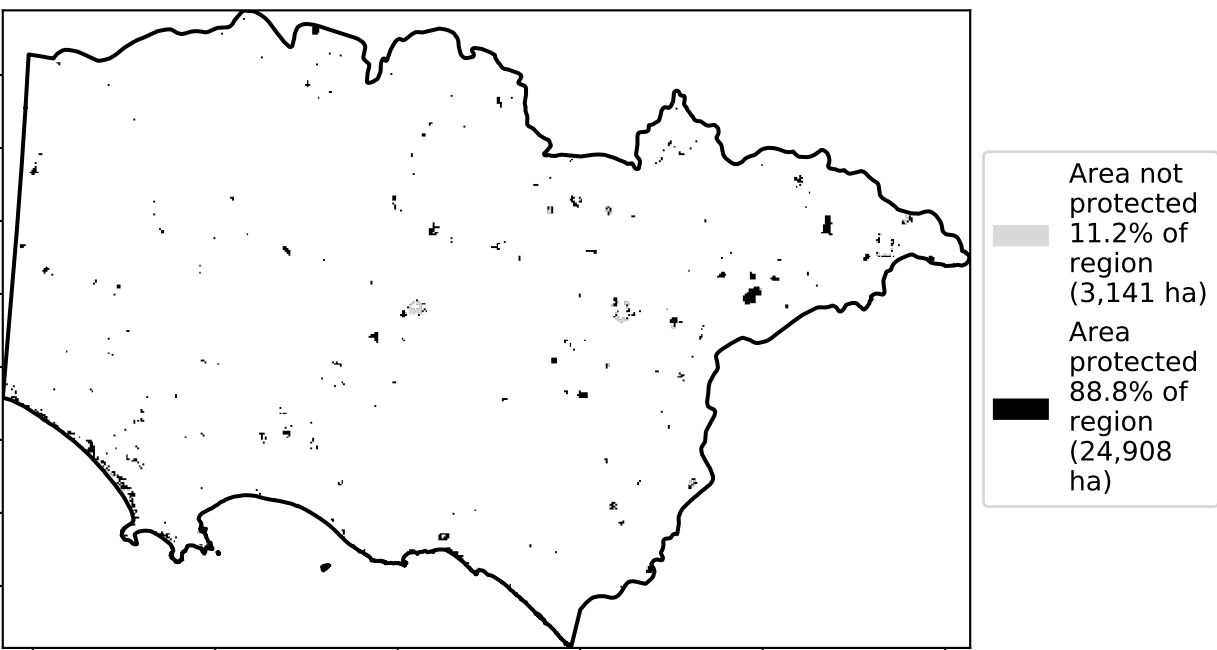 Area not
protected
11.2% of
region
(3,141 ha)
Area
protected
88.8% of
region
(24,908
ha)